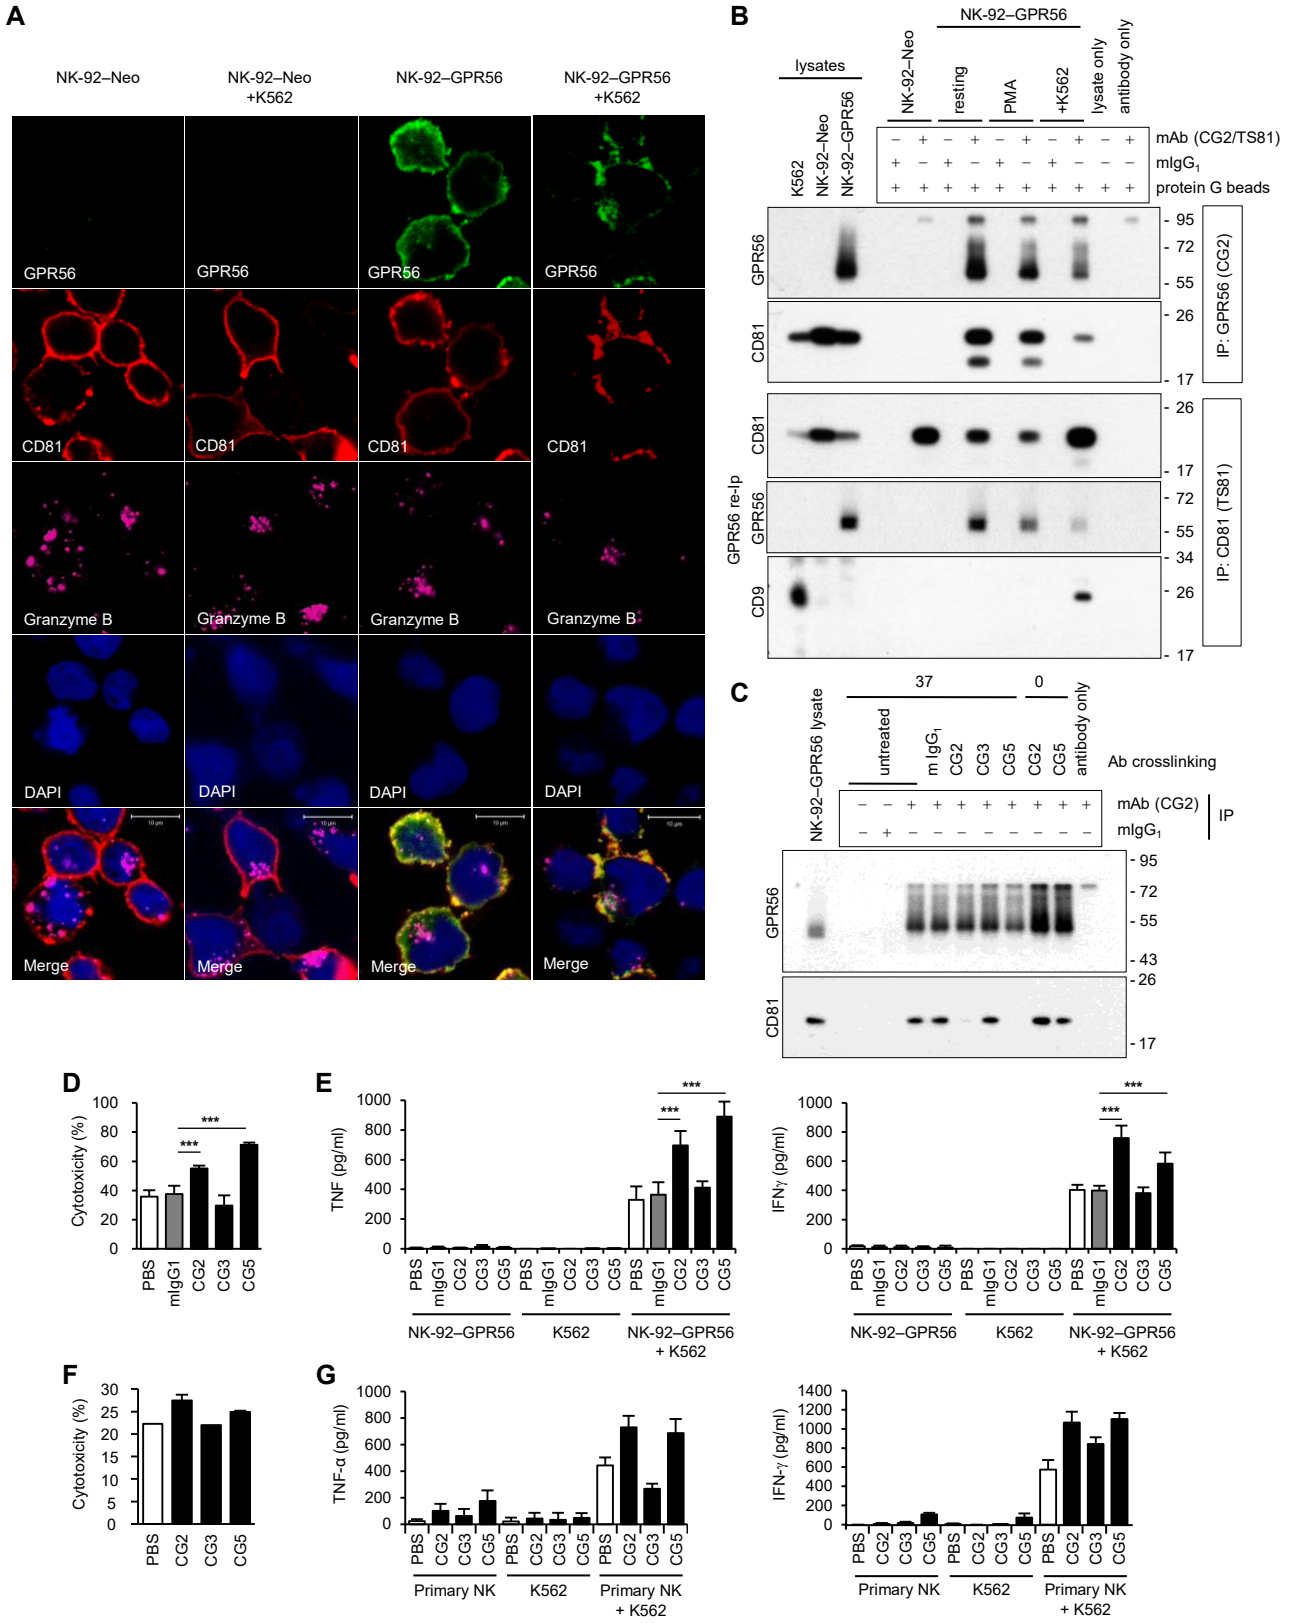 A
NK-92–Neo
NK-92–Neo
+K562
NK-92–GPR56
NK-92–GPR56
+K562
GPR56
GPR56
GPR56
GPR56
CD81
CD81
CD81
CD81
Granzyme B
Granzyme B
Granzyme B
Granzyme B
DAPI
DAPI
DAPI
DAPI
10 µm
10 µm
10 µm
10 µm
Merge
Merge
Merge
Merge
B
NK-92–GPR56
lysates
K562
NK-92–Neo
NK-92–GPR56
NK-92–Neo
resting
PMA
+K562
lysate only
antibody only
– + – + – + – + – + mAb (CG2/TS81)
+ – + – + – + – – – mIgG1
+ + + + + + + + + + protein G beads
GPR56
- 95
- 72
- 55
CD81
- 26
- 17
IP: GPR56 (CG2)
CD81
- 26
- 17
GPR56 re-Ip
GPR56
- 72
- 55
CD9
- 34
- 26
- 17
IP: CD81 (TS81)
C
37
0
NK-92–GPR56 lysate
untreated
m IgG1
CG2
CG3
CG5
CG2
CG5
antibody only
Ab crosslinking
– – + + + + + + + + mAb (CG2)
– + – – – – – – – – mIgG1
IP
GPR56
- 95
- 72
- 55
- 43
CD81
- 26
- 17
D
Cytotoxicity (%)
100
80
60
40
20
0
***
***
PBS
mIgG1
CG2
CG3
CG5
E
TNF (pg/ml)
1000
800
600
400
200
0
***
***
PBS
mIgG1
CG2
CG3
CG5
PBS
mIgG1
CG2
CG3
CG5
PBS
mIgG1
CG2
CG3
CG5
NK-92–GPR56
K562
NK-92–GPR56
+ K562
IFNγ (pg/ml)
1000
800
600
400
200
0
***
***
PBS
mIgG1
CG2
CG3
CG5
PBS
mIgG1
CG2
CG3
CG5
PBS
mIgG1
CG2
CG3
CG5
NK-92–GPR56
K562
NK-92–GPR56
+ K562
F
Cytotoxicity (%)
30
25
20
15
10
5
0
PBS
CG2
CG3
CG5
G
TNF-α (pg/ml)
1000
800
600
400
200
0
PBS
CG2
CG3
CG5
PBS
CG2
CG3
CG5
PBS
CG2
CG3
CG5
Primary NK
K562
Primary NK
+ K562
IFN-γ (pg/ml)
1400
1200
1000
800
600
400
200
0
PBS
CG2
CG3
CG5
PBS
CG2
CG3
CG5
PBS
CG2
CG3
CG5
Primary NK
K562
Primary NK
+ K562